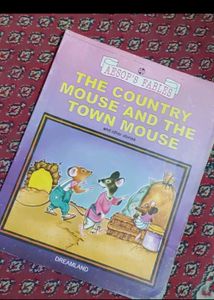 AESOP'S FABLES
THE COUNTRY
MOUSE AND THE
TOWN MOUSE
and other stories
DREAMLAND